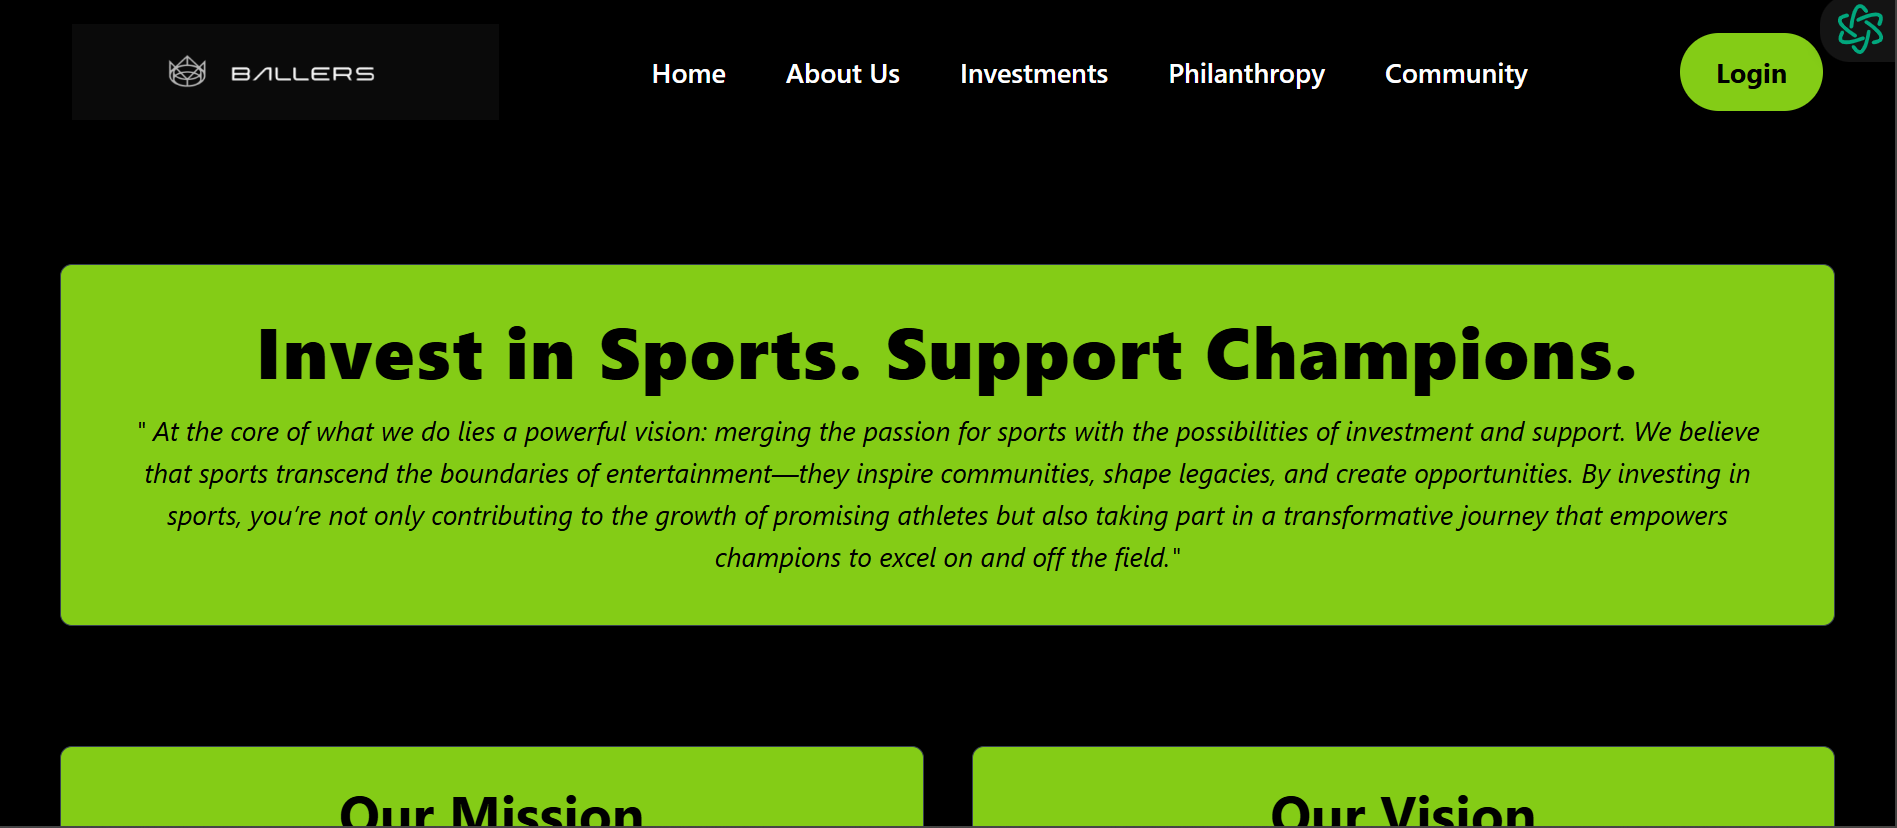 BALLERS
Home About Us Investments Philanthropy Community Login
Invest in Sports. Support Champions.
" At the core of what we do lies a powerful vision: merging the passion for sports with the possibilities of investment and support. We believe
that sports transcend the boundaries of entertainment—they inspire communities, shape legacies, and create opportunities. By investing in
sports, you’re not only contributing to the growth of promising athletes but also taking part in a transformative journey that empowers
champions to excel on and off the field."
Our Mission
Our Vision